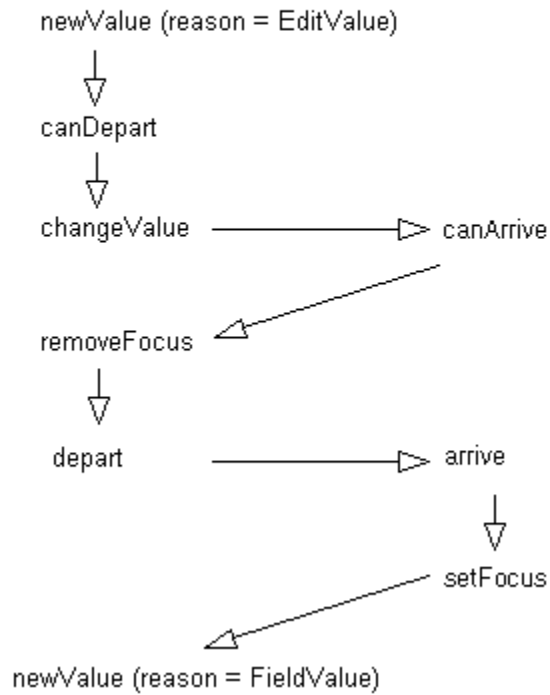 newValue (reason = EditValue)
canDepart
changeValue
canArrive
removeFocus
depart
arrive
setFocus
newValue (reason = FieldValue)